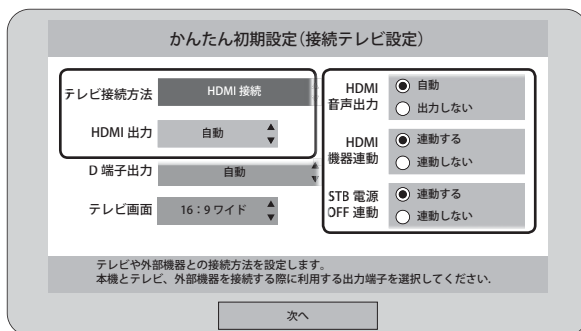 かんたん初期設定(接続テレビ設定)
テレビ接続方法
HDMI 接続
HDMI 出力
自動
D 端子出力
自動
テレビ画面
16:9 ワイド
HDMI
音声出力
自動
出力しない
HDMI
機器連動
連動する
連動しない
STB 電源
OFF 連動
連動する
連動しない
テレビや外部機器との接続方法を設定します。
本機とテレビ、外部機器を接続する際に利用する出力端子を選択してください.
次へ